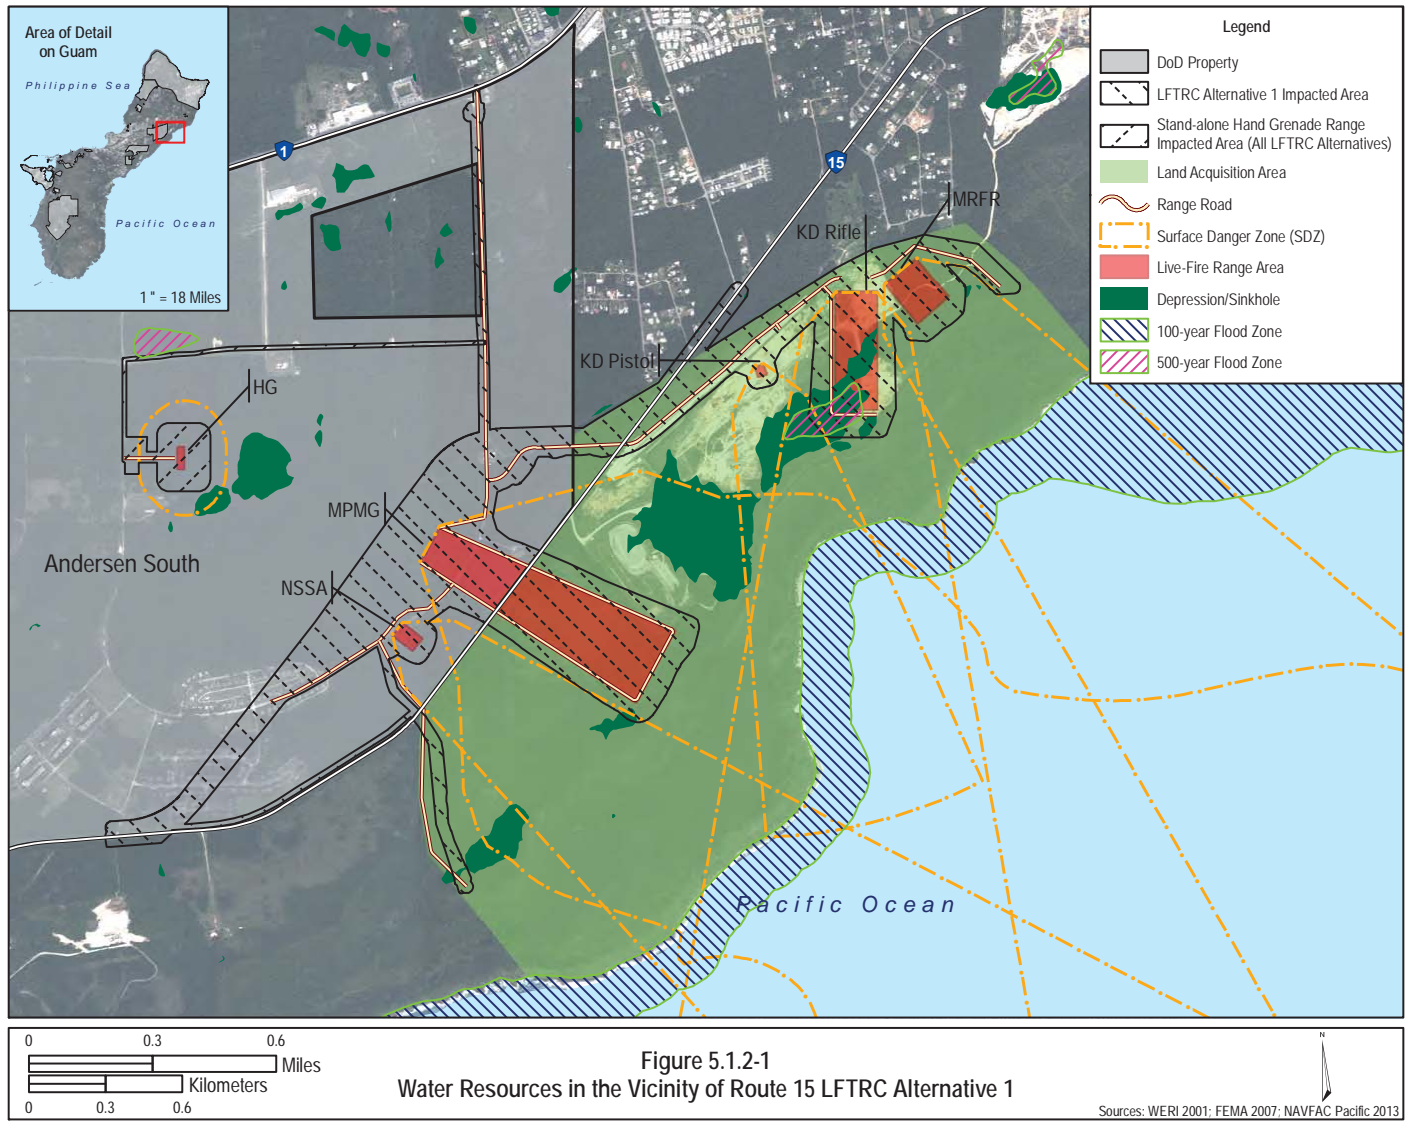 Area of Detail
on Guam
Philippine Sea
Pacific Ocean
1 " = 18 Miles
Legend
DoD Property
LFTRC Alternative 1 Impacted Area
Stand-alone Hand Grenade Range
Impacted Area (All LFTRC Alternatives)
Land Acquisition Area
Range Road
Surface Danger Zone (SDZ)
Live-Fire Range Area
Depression/Sinkhole
100-year Flood Zone
500-year Flood Zone
1
15
MRFR
KD Rifle
KD Pistol
HG
MPMG
Andersen South
NSSA
Pacific Ocean
0 0.3 0.6
Miles
Kilometers
0 0.3 0.6
Figure 5.1.2-1
Water Resources in the Vicinity of Route 15 LFTRC Alternative 1
N
Sources: WERI 2001; FEMA 2007; NAVFAC Pacific 2013